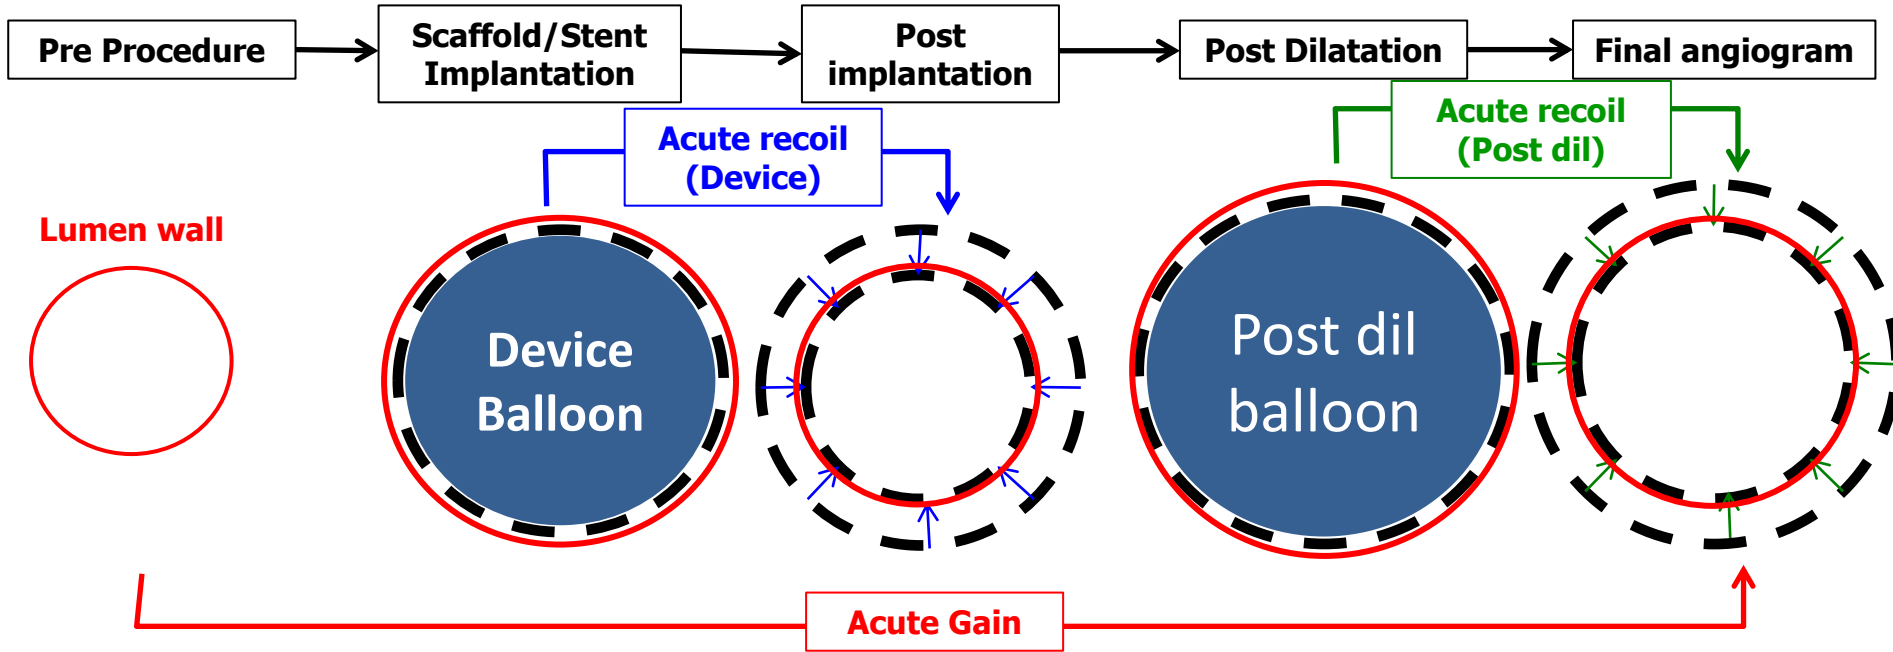 Pre Procedure
Scaffold/Stent
Implantation
Post
implantation
Post Dilatation
Final angiogram
Acute recoil
(Device)
Acute recoil
(Post dil)
Lumen wall
Device
Balloon
Post dil
balloon
Acute Gain